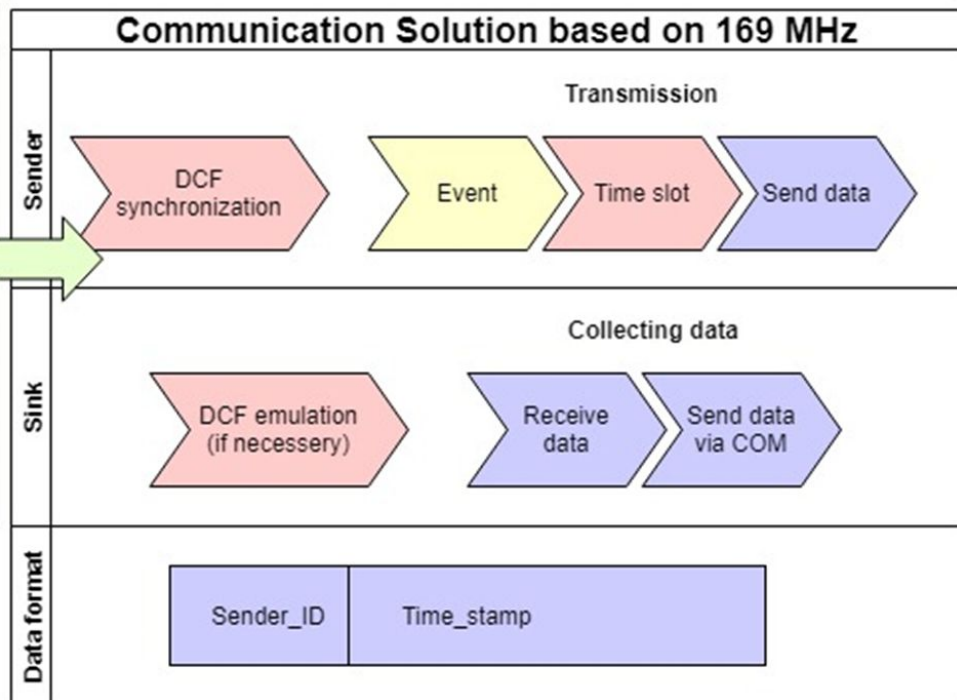 Communication Solution based on 169 MHz
Sender
Transmission
DCF
synchronization
Event
Time slot
Send data
Sink
Collecting data
DCF emulation
(if necessery)
Receive
data
Send data
via COM
Data format
Sender_ID
Time_stamp